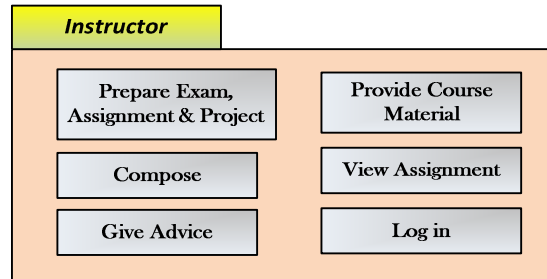 Instructor
Prepare Exam,
Assignment & Project
Provide Course
Material
Compose
View Assignment
Give Advice
Log in